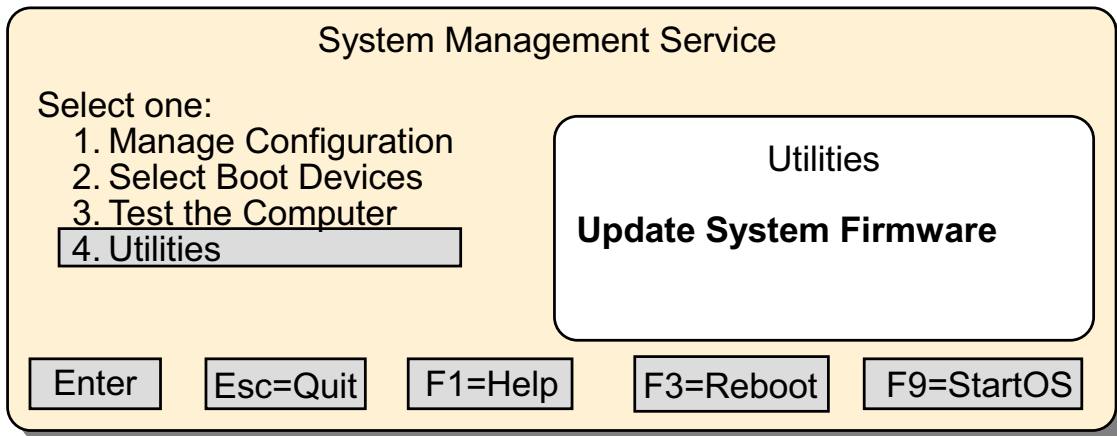 System Management Service
Select one:
1. Manage Configuration
2. Select Boot Devices
3. Test the Computer
4. Utilities
Utilities
Update System Firmware
Enter
Esc=Quit
F1=Help
F3=Reboot
F9=StartOS